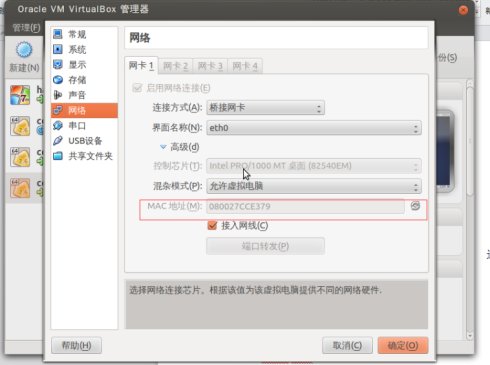 Oracle VM VirtualBox 管理器
管理(F)
新建(N)
常规
系统
显示
存储
声音
网络
串口
USB设备
共享文件夹
网络
网卡 1 网卡 2 网卡 3 网卡 4
启用网络连接(E)
连接方式(A): 桥接网卡
界面名称(N): eth0
高级(d)
控制芯片(T): Intel PRO/1000 MT 桌面 (82540EM)
混杂模式(P): 允许虚拟电脑
MAC 地址(M): 080027CCE379
接入网线(C)
端口转发(P)
选择网络连接芯片。根据该值为该虚拟电脑提供不同的网络硬件.
帮助(H) 取消(C) 确定(O)